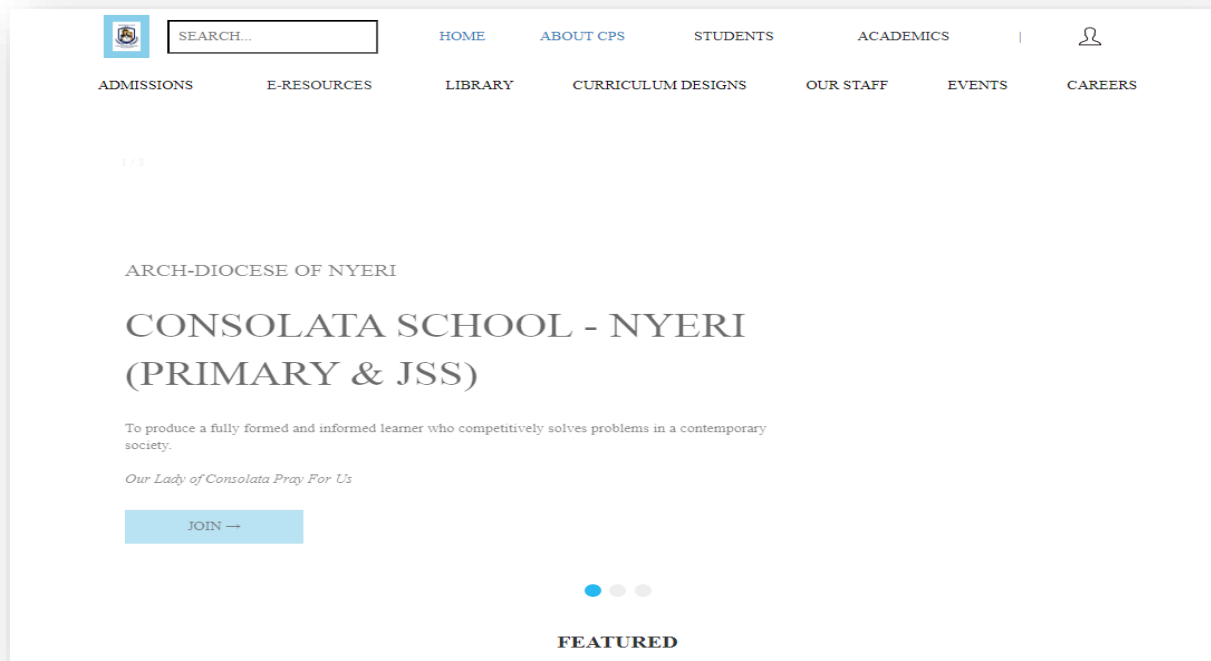 SEARCH... HOME ABOUT CPS STUDENTS ACADEMICS |
ADMISSIONS E-RESOURCES LIBRARY CURRICULUM DESIGNS OUR STAFF EVENTS CAREERS
1 / 3
ARCH-DIOCESE OF NYERI
CONSOLATA SCHOOL - NYERI
(PRIMARY & JSS)
To produce a fully formed and informed learner who competitively solves problems in a contemporary
society.
Our Lady of Consolata Pray For Us
JOIN →
FEATURED